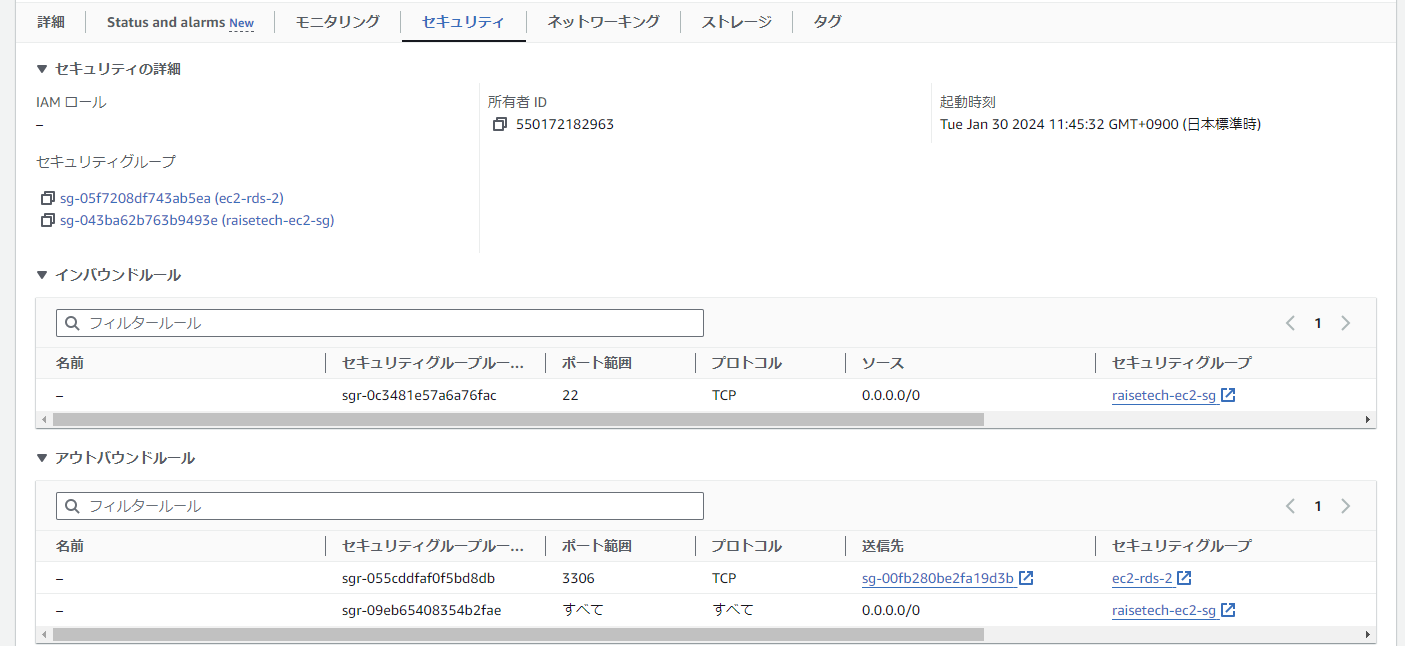 詳細 Status and alarms New モニタリング セキュリティ ネットワーキング ストレージ タグ
▼ セキュリティの詳細
IAM ロール
–
所有者 ID
550172182963
起動時刻
Tue Jan 30 2024 11:45:32 GMT+0900 (日本標準時)
セキュリティグループ
sg-05f7208df743ab5ea (ec2-rds-2)
sg-043ba62b763b9493e (raisetech-ec2-sg)
▼ インバウンドルール
フィルタールール 1
名前 セキュリティグループルー... ポート範囲 プロトコル ソース セキュリティグループ
– sgr-0c3481e57a6a76fac 22 TCP 0.0.0.0/0 raisetech-ec2-sg
▼ アウトバウンドルール
フィルタールール 1
名前 セキュリティグループルー... ポート範囲 プロトコル 送信先 セキュリティグループ
– sgr-055cddfaf0f5bd8db 3306 TCP sg-00fb280be2fa19d3b ec2-rds-2
– sgr-09eb65408354b2fae すべて すべて 0.0.0.0/0 raisetech-ec2-sg